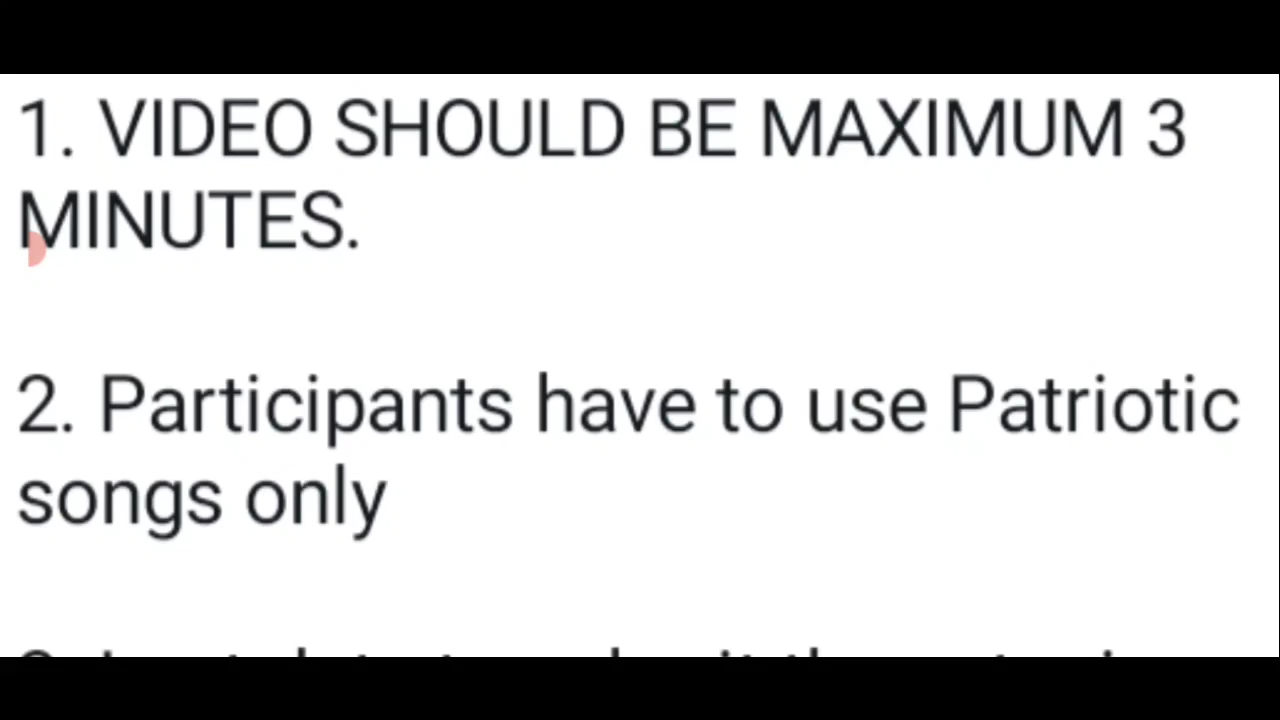 1. VIDEO SHOULD BE MAXIMUM 3
MINUTES.
2. Participants have to use Patriotic
songs only